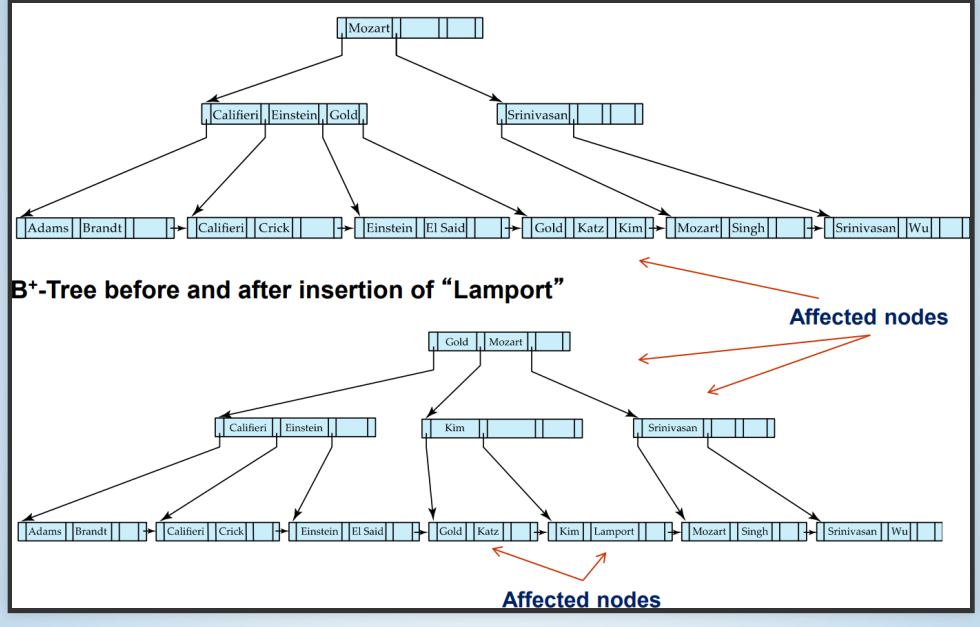 Mozart
Califieri Einstein Gold
Srinivasan
Adams Brandt
Califieri Crick
Einstein El Said
Gold Katz Kim
Mozart Singh
Srinivasan Wu
B+-Tree before and after insertion of “Lamport”
Affected nodes
Gold Mozart
Califieri Einstein
Kim
Srinivasan
Adams Brandt
Califieri Crick
Einstein El Said
Gold Katz
Kim Lamport
Mozart Singh
Srinivasan Wu
Affected nodes